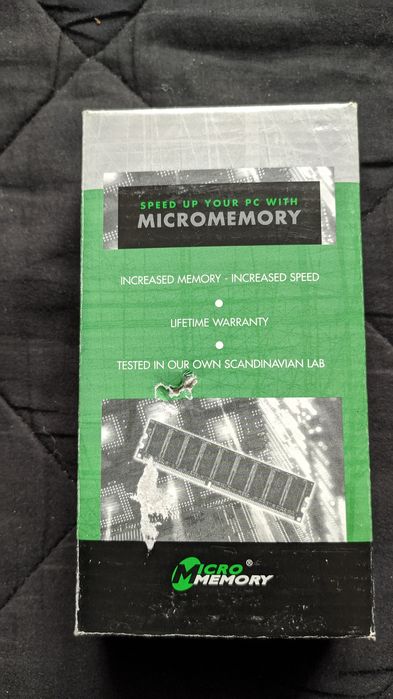 SPEED UP YOUR PC WITH
MICROMEMORY
INCREASED MEMORY - INCREASED SPEED
LIFETIME WARRANTY
TESTED IN OUR OWN SCANDINAVIAN LAB
MICRO®
MEMORY